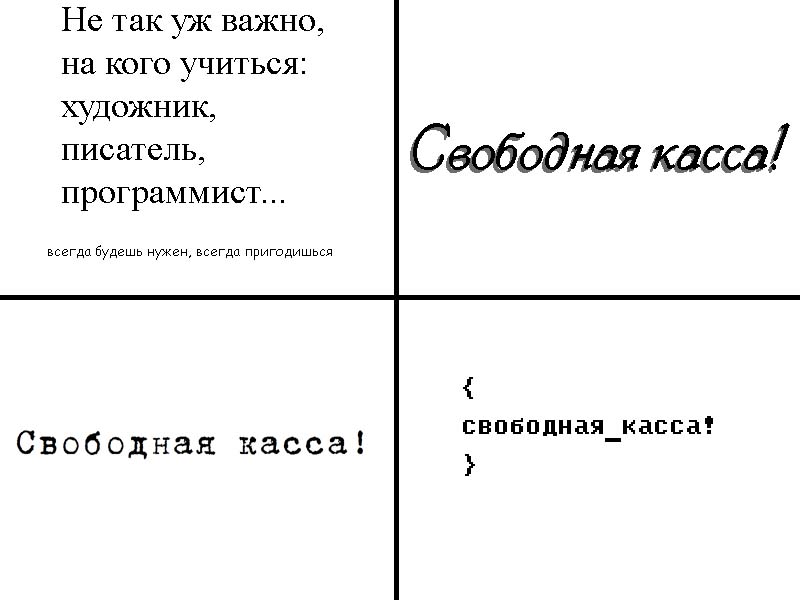 Не так уж важно,
на кого учиться:
художник,
писатель,
программист...
всегда будешь нужен, всегда пригодишься
Свободная касса!
Свободная касса!
{
свободная_касса!
}